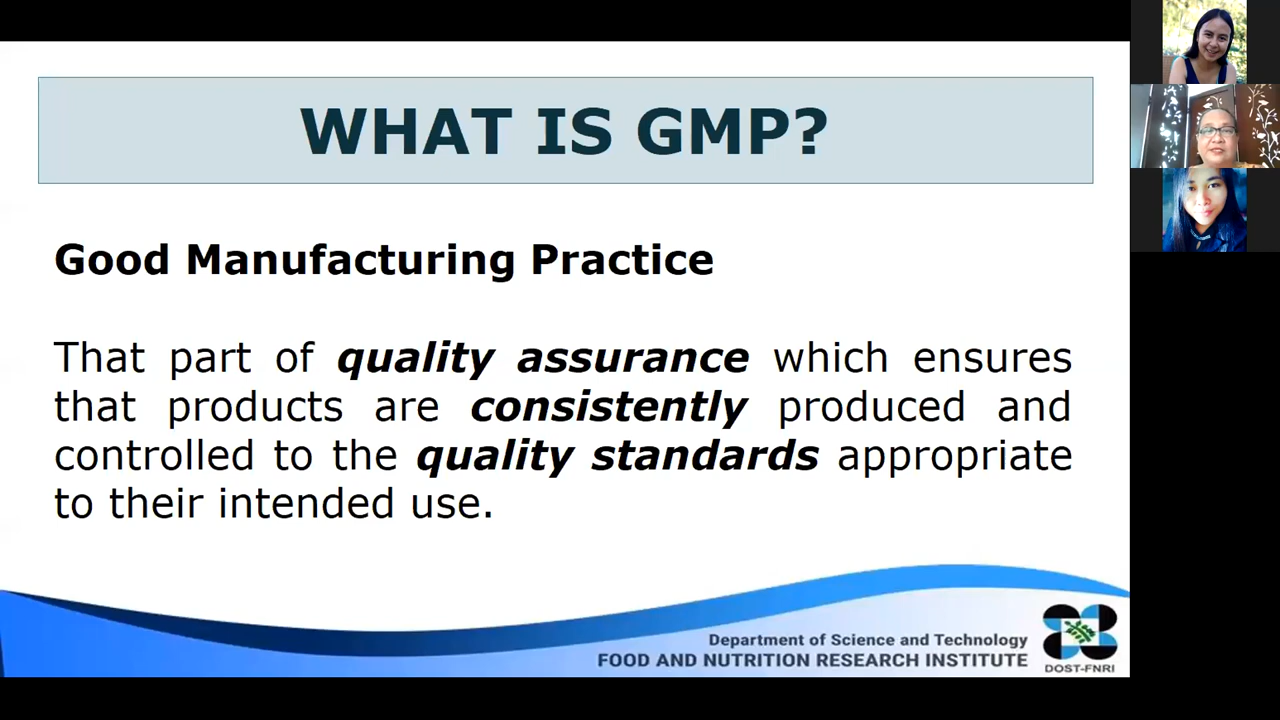 WHAT IS GMP?
Good Manufacturing Practice
That part of quality assurance which ensures
that products are consistently produced and
controlled to the quality standards appropriate
to their intended use.
Department of Science and Technology
FOOD AND NUTRITION RESEARCH INSTITUTE
DOST-FNRI